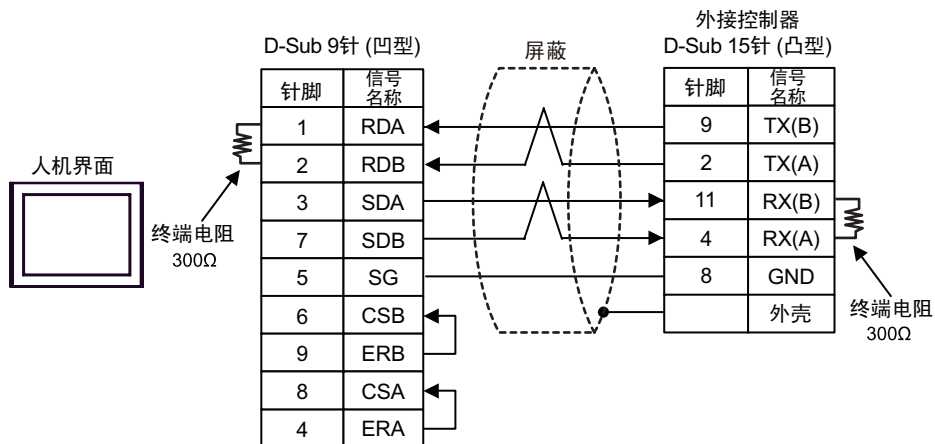 外接控制器
D-Sub 9针 (凹型)
屏蔽
D-Sub 15针 (凸型)
针脚 信号名称
1 RDA
2 RDB
3 SDA
7 SDB
5 SG
6 CSB
9 ERB
8 CSA
4 ERA
针脚 信号名称
9 TX(B)
2 TX(A)
11 RX(B)
4 RX(A)
8 GND
外壳
人机界面
终端电阻
300Ω
终端电阻
300Ω